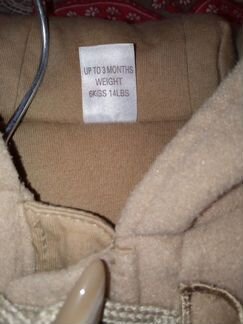 UP TO 3 MONTHS
WEIGHT
6KGS 14LBS